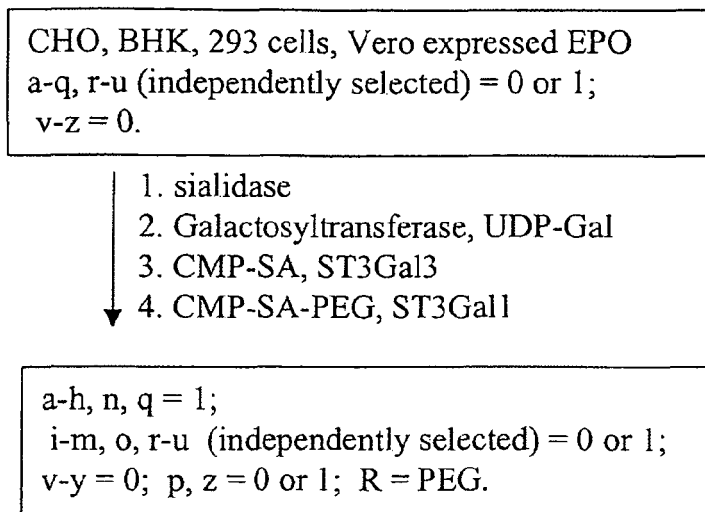 CHO, BHK, 293 cells, Vero expressed EPO
a-q, r-u (independently selected) = 0 or 1;
v-z = 0.
1. sialidase
2. Galactosyltransferase, UDP-Gal
3. CMP-SA, ST3Gal3
4. CMP-SA-PEG, ST3Gal1
a-h, n, q = 1;
i-m, o, r-u (independently selected) = 0 or 1;
v-y = 0; p, z = 0 or 1; R = PEG.